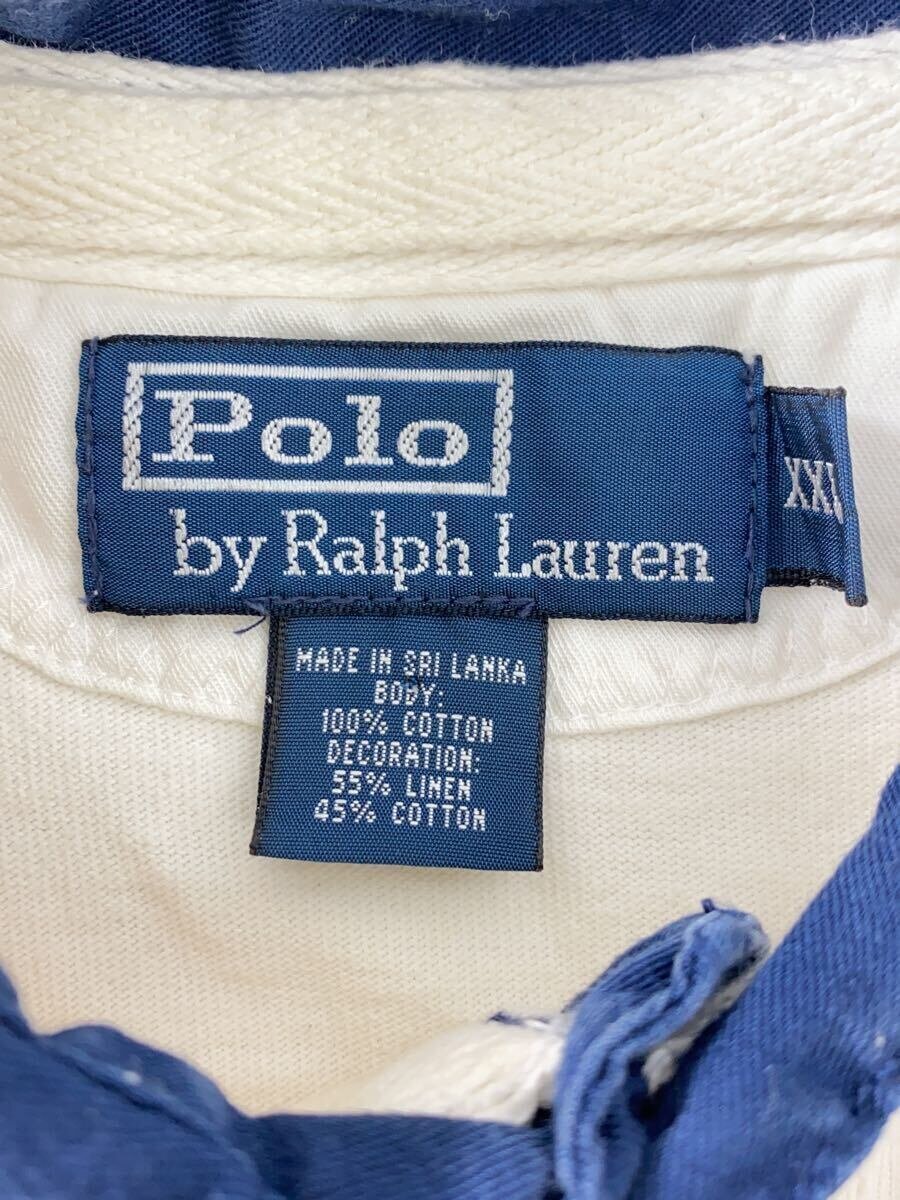 Polo
by Ralph Lauren
XXL
MADE IN SRI LANKA
BODY:
100% COTTON
DECORATION:
55% LINEN
45% COTTON